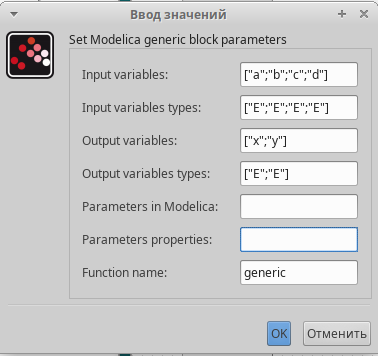 Ввод значений
Set Modelica generic block parameters
Input variables: ["a";"b";"c";"d"]
Input variables types: ["E";"E";"E";"E"]
Output variables: ["x";"y"]
Output variables types: ["E";"E"]
Parameters in Modelica:
Parameters properties:
Function name: generic
OK Отменить